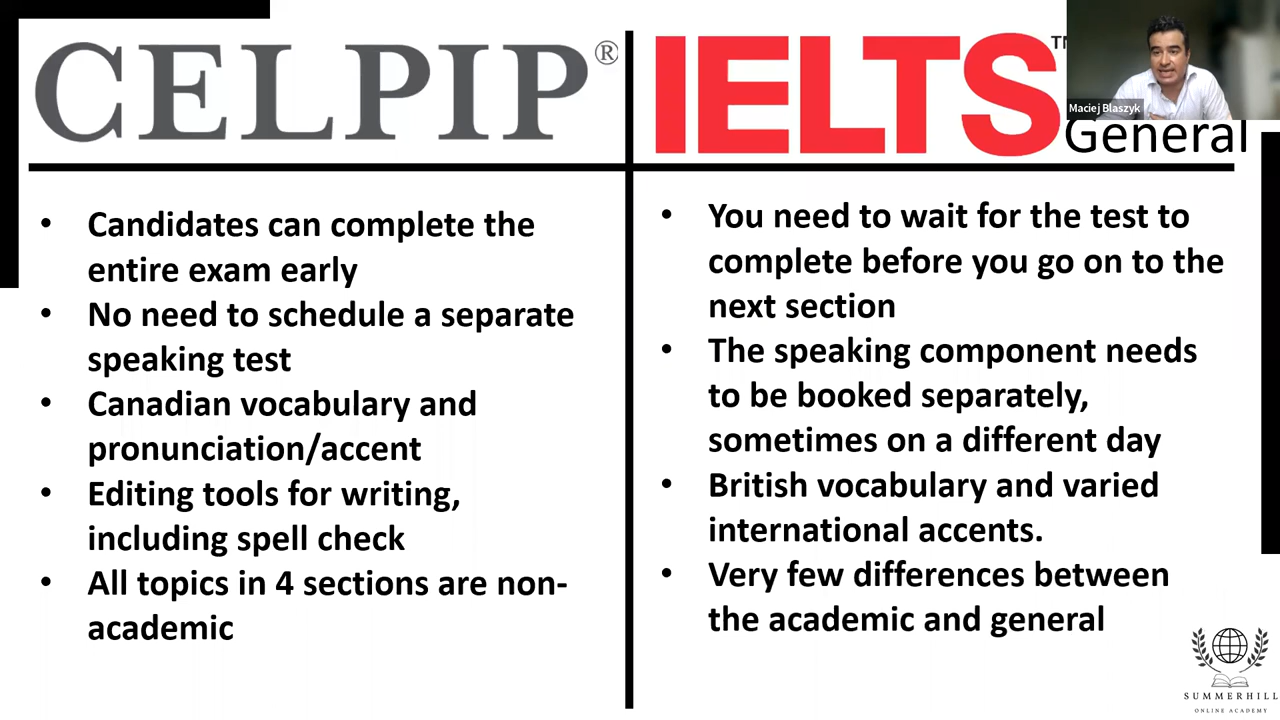 CELPIP®
IELTS™
General
Maciej Blaszyk
• Candidates can complete the
entire exam early
• No need to schedule a separate
speaking test
• Canadian vocabulary and
pronunciation/accent
• Editing tools for writing,
including spell check
• All topics in 4 sections are non-
academic
• You need to wait for the test to
complete before you go on to the
next section
• The speaking component needs
to be booked separately,
sometimes on a different day
• British vocabulary and varied
international accents.
• Very few differences between
the academic and general
SUMMERHILL
ONLINE ACADEMY